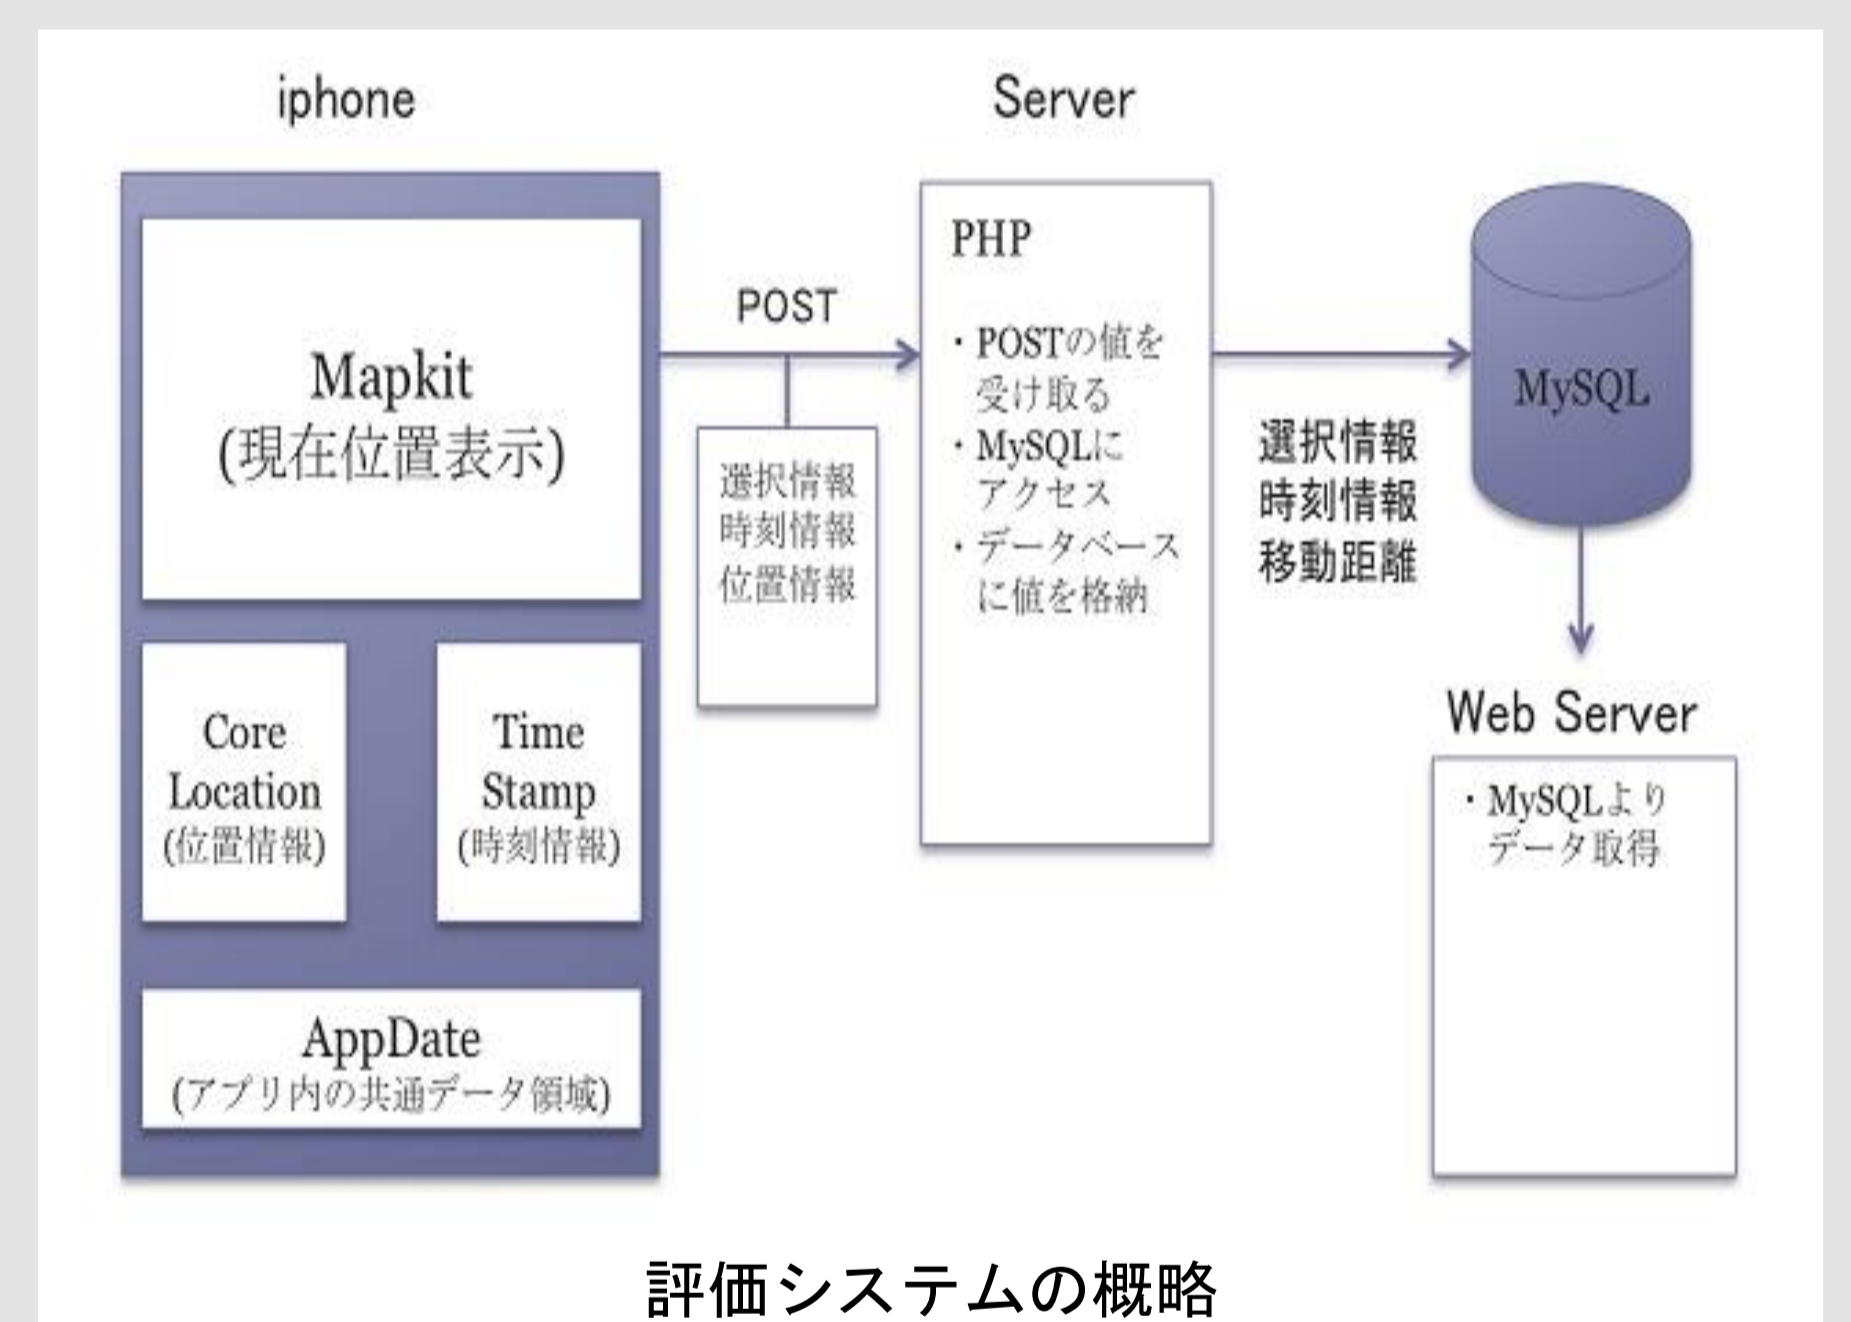 iphone
Mapkit
(現在位置表示)
Core
Location
(位置情報)
Time
Stamp
(時刻情報)
AppDate
(アプリ内の共通データ領域)
POST
選択情報
時刻情報
位置情報
Server
PHP
・POSTの値を
受け取る
・MySQLに
アクセス
・データベース
に値を格納
選択情報
時刻情報
移動距離
MySQL
Web Server
・MySQLより
データ取得
評価システムの概略